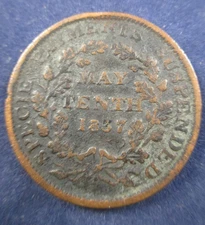 SPECIE PAYMENTS SUSPENDED
MAY
TENTH
1837